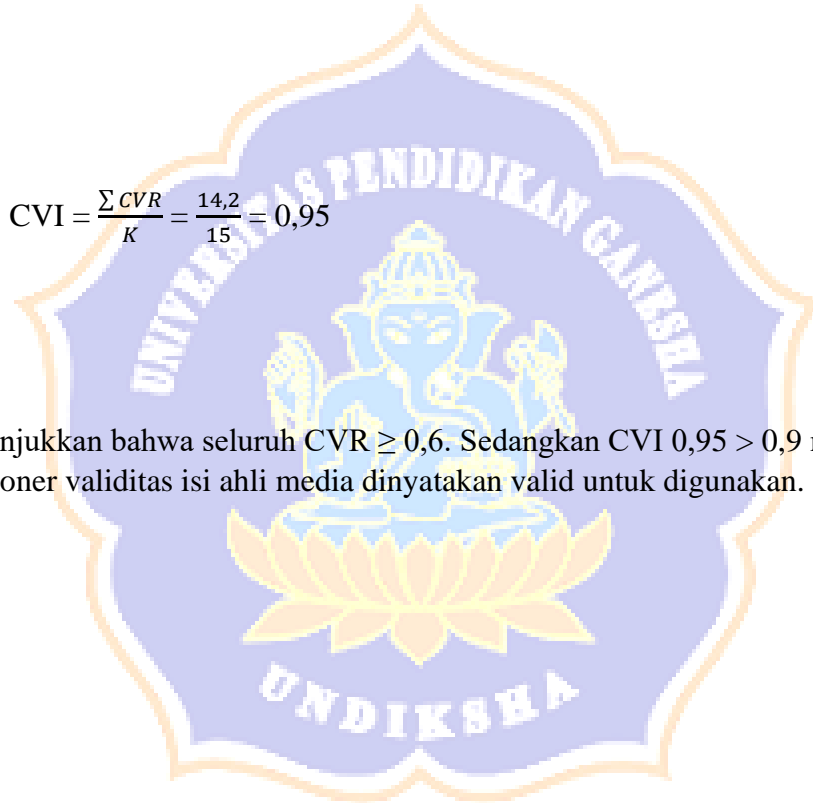 UNIVERSITAS PENDIDIKAN GANESHA
CVI = ∑ CVR / K = 14,2 / 15 = 0,95
njukkan bahwa seluruh CVR ≥ 0,6. Sedangkan CVI 0,95 > 0,9
oner validitas isi ahli media dinyatakan valid untuk digunakan.
UNDIKSHA